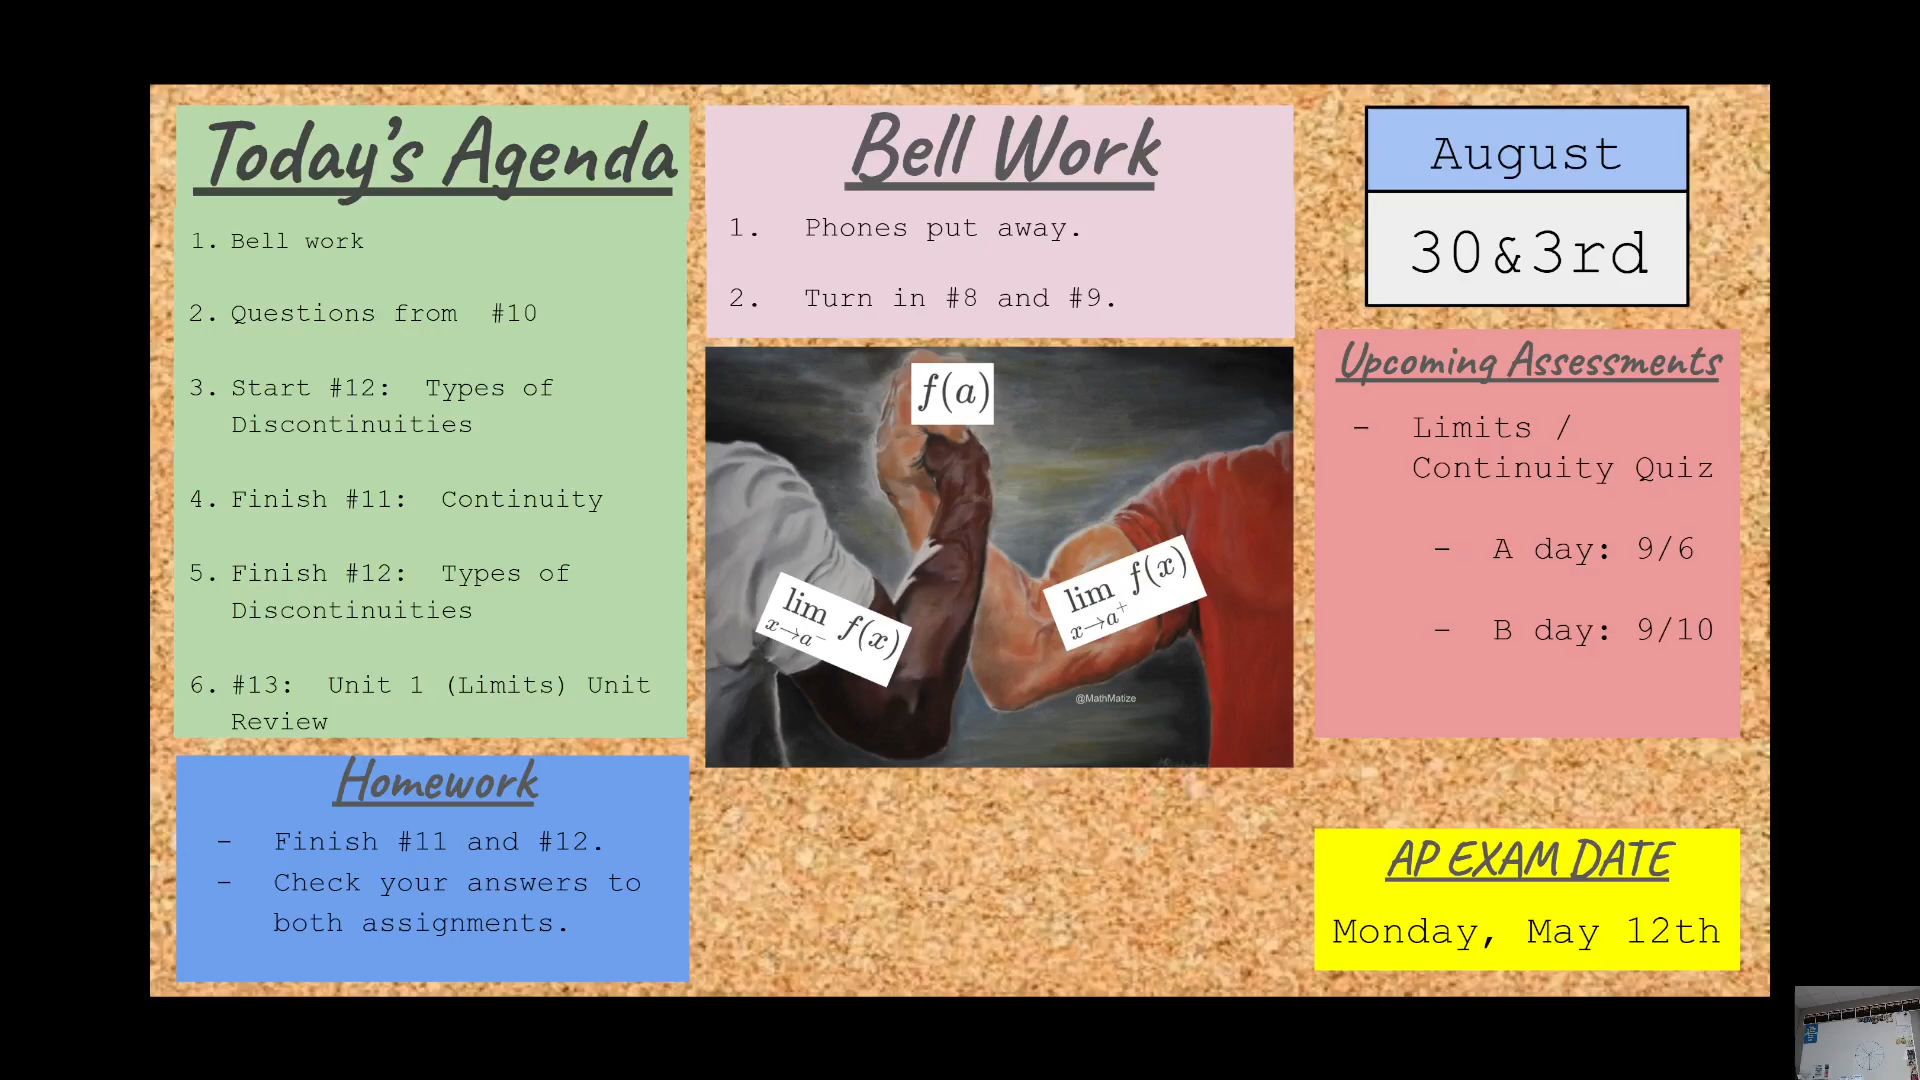 Today's Agenda
1. Bell work
2. Questions from #10
3. Start #12: Types of
Discontinuities
4. Finish #11: Continuity
5. Finish #12: Types of
Discontinuities
6. #13: Unit 1 (Limits) Unit
Review
Homework
- Finish #11 and #12.
- Check your answers to
both assignments.
Bell Work
1. Phones put away.
2. Turn in #8 and #9.
f(a)
lim f(x)
x→a⁻
lim f(x)
x→a⁺
@MathMatize
August
30&3rd
Upcoming Assessments
- Limits /
Continuity Quiz
- A day: 9/6
- B day: 9/10
AP EXAM DATE
Monday, May 12th